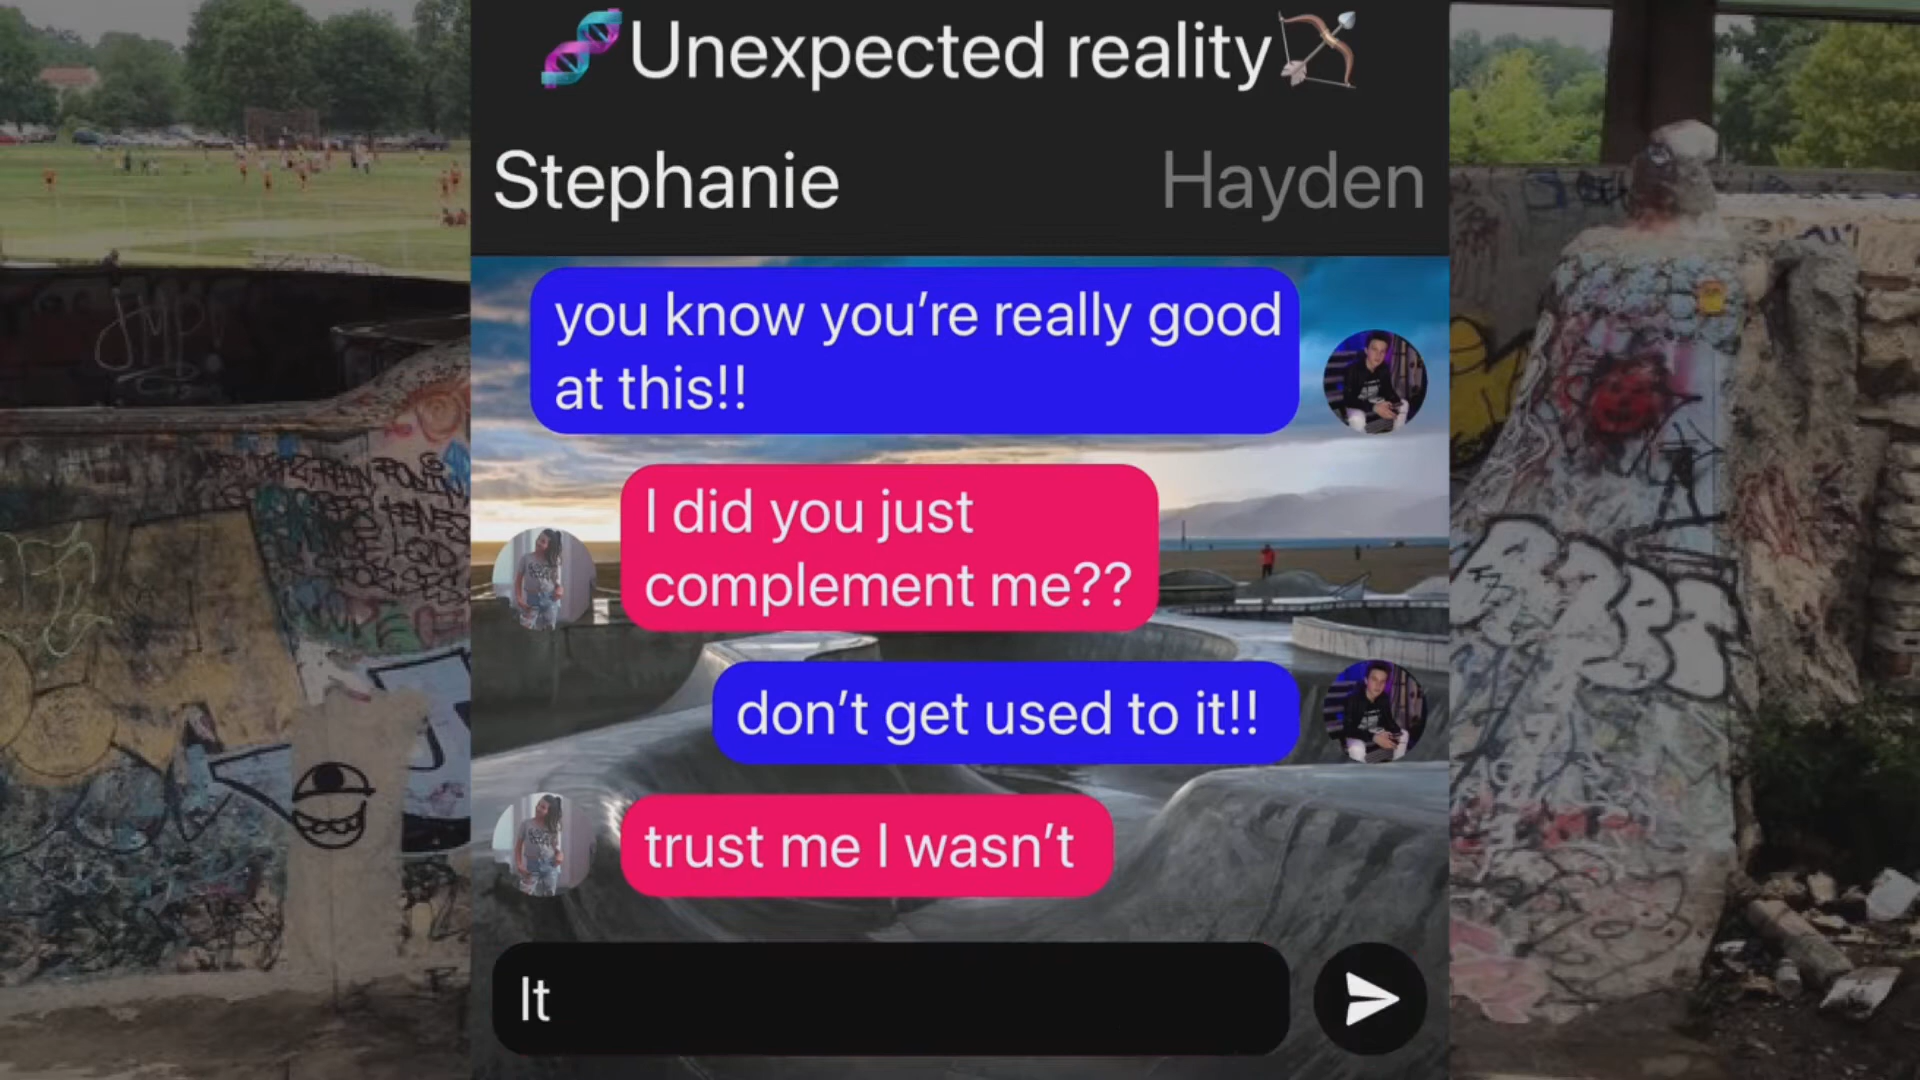 🧬Unexpected reality🏹
Stephanie
Hayden
you know you're really good
at this!!
I did you just
complement me??
don't get used to it!!
trust me I wasn't
It